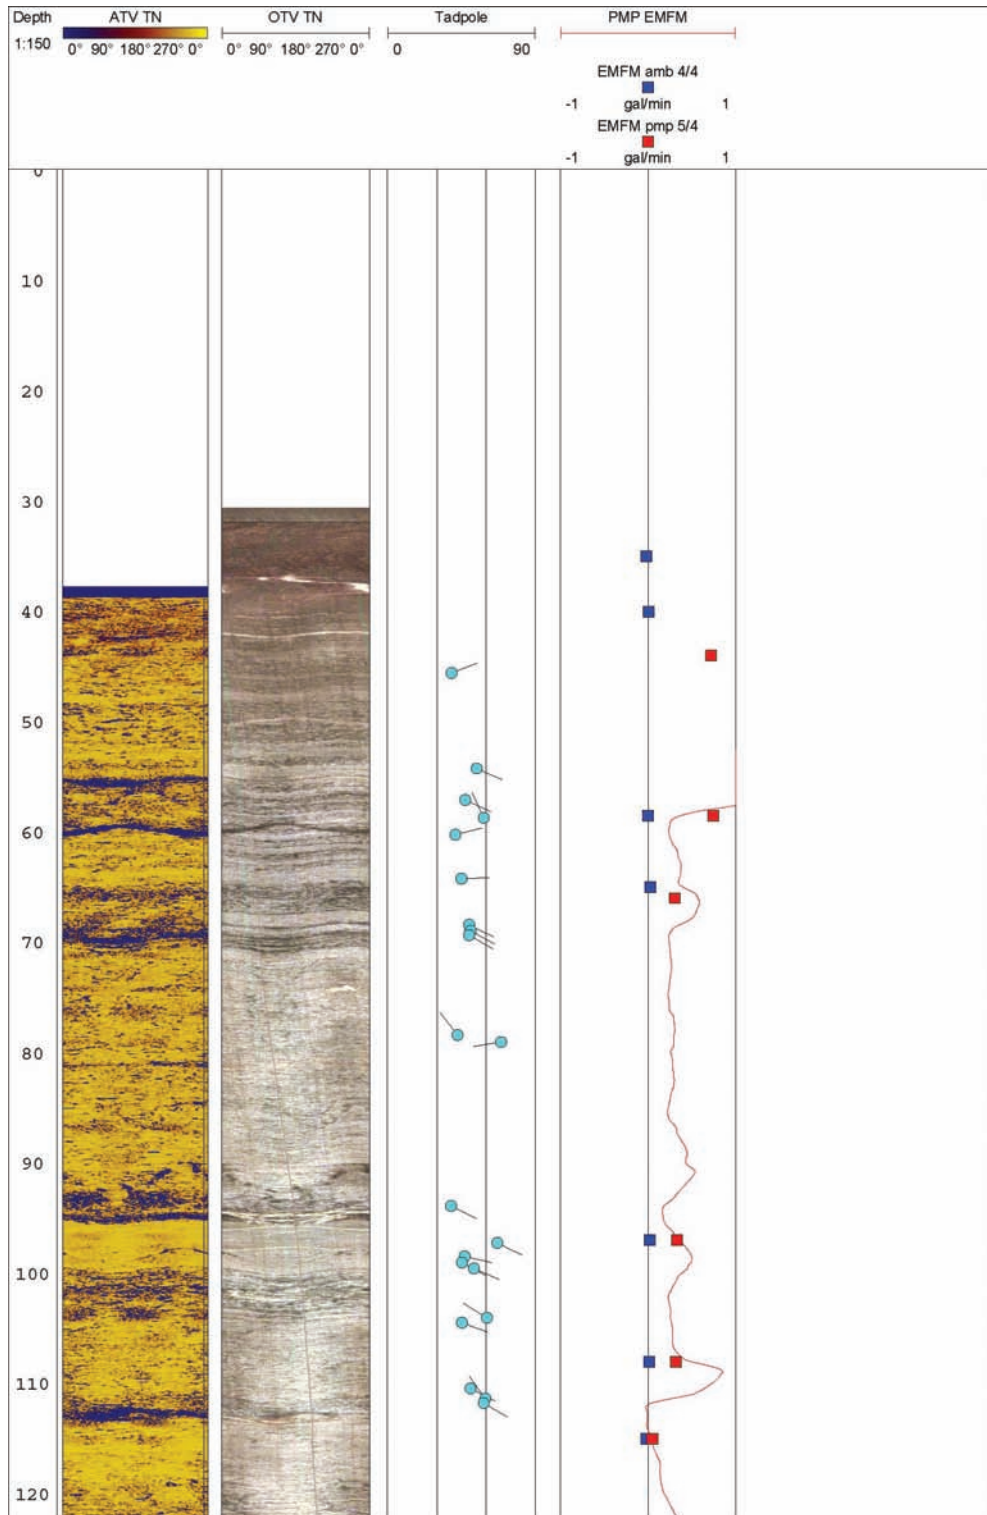 Depth ATV TN OTV TN Tadpole PMP EMFM
1:150 0° 90° 180° 270° 0° 0° 90° 180° 270° 0° 0 90
EMFM amb 4/4
-1 gal/min 1
EMFM pmp 5/4
-1 gal/min 1
0
10
20
30
40
50
60
70
80
90
100
110
120